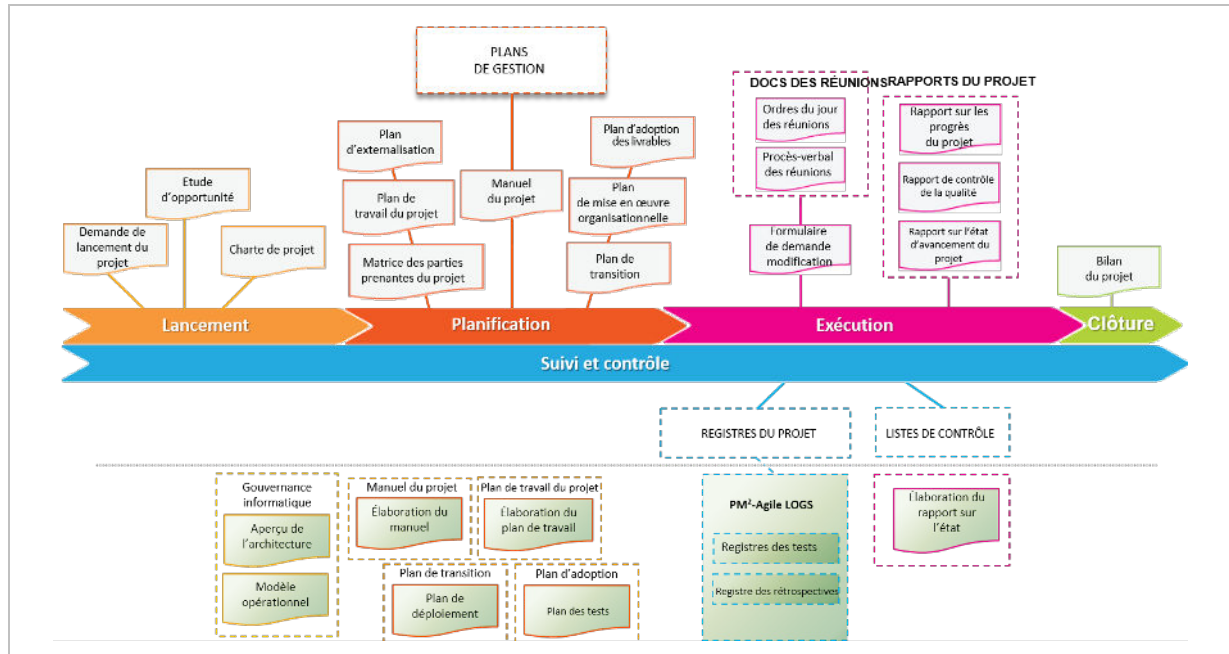 PLANS
DE GESTION
DOCS DES RÉUNIONS
RAPPORTS DU PROJET
Plan
d'externalisation
Plan d'adoption
des livrables
Ordres du jour
des réunions
Rapport sur les
progrès
du projet
Etude
d'opportunité
Plan de
travail du projet
Manuel
du projet
Plan
de mise en œuvre
organisationnelle
Procès-verbal
des réunions
Rapport de contrôle
de la qualité
Demande de
lancement du
projet
Charte de projet
Matrice des parties
prenantes du projet
Plan de
transition
Formulaire
de demande
modification
Rapport sur l'état
d'avancement du
projet
Bilan
du projet
Lancement
Planification
Exécution
Clôture
Suivi et contrôle
REGISTRES DU PROJET
LISTES DE CONTRÔLE
Gouvernance
informatique
Aperçu de
l'architecture
Modèle
opérationnel
Manuel du projet
Élaboration du
manuel
Plan de travail du projet
Élaboration du
plan de travail
Plan de transition
Plan de
déploiement
Plan d'adoption
Plan des tests
PM²-Agile LOGS
Registres des tests
Registre des rétrospectives
Élaboration du
rapport sur
l'état